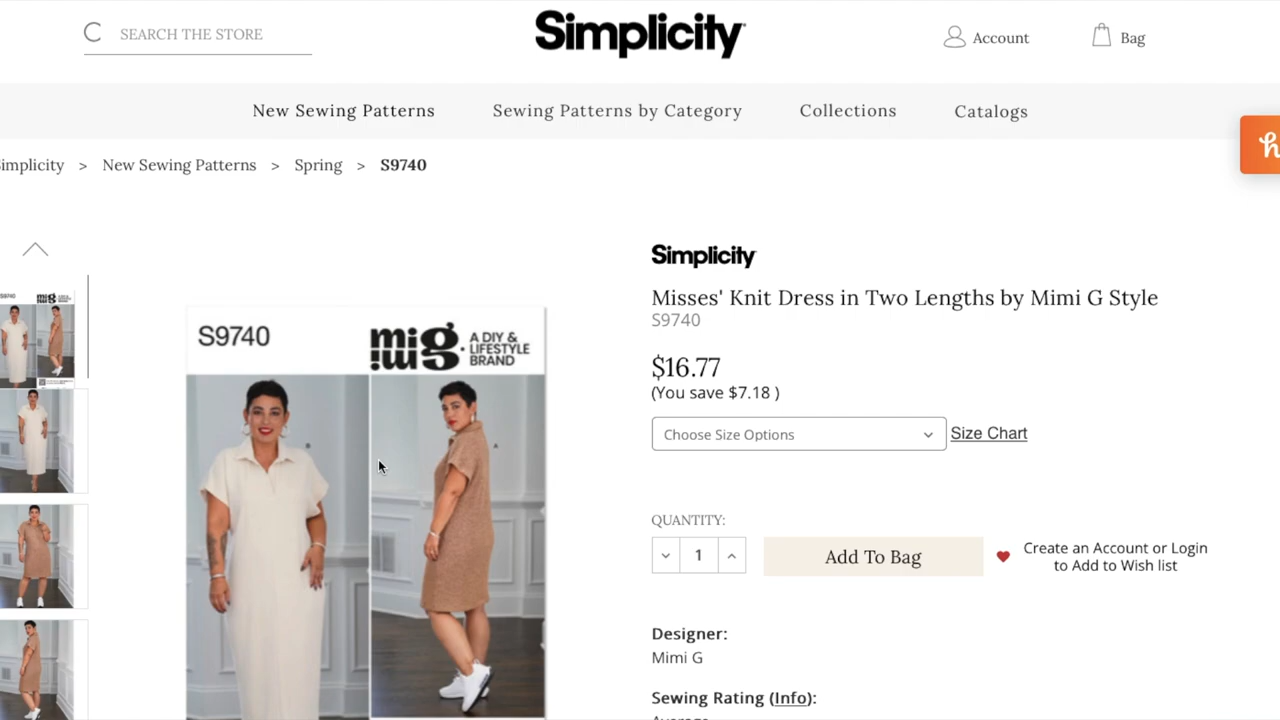 SEARCH THE STORE
Simplicity
Account
Bag
New Sewing Patterns
Sewing Patterns by Category
Collections
Catalogs
implicity > New Sewing Patterns > Spring > S9740
Simplicity
Misses' Knit Dress in Two Lengths by Mimi G Style
S9740
$16.77
(You save $7.18 )
Choose Size Options
Size Chart
QUANTITY:
1
Add To Bag
Create an Account or Login
to Add to Wish list
Designer:
Mimi G
Sewing Rating (Info):
S9740
mimi g.
A DIY &
LIFESTYLE
BRAND
S9740